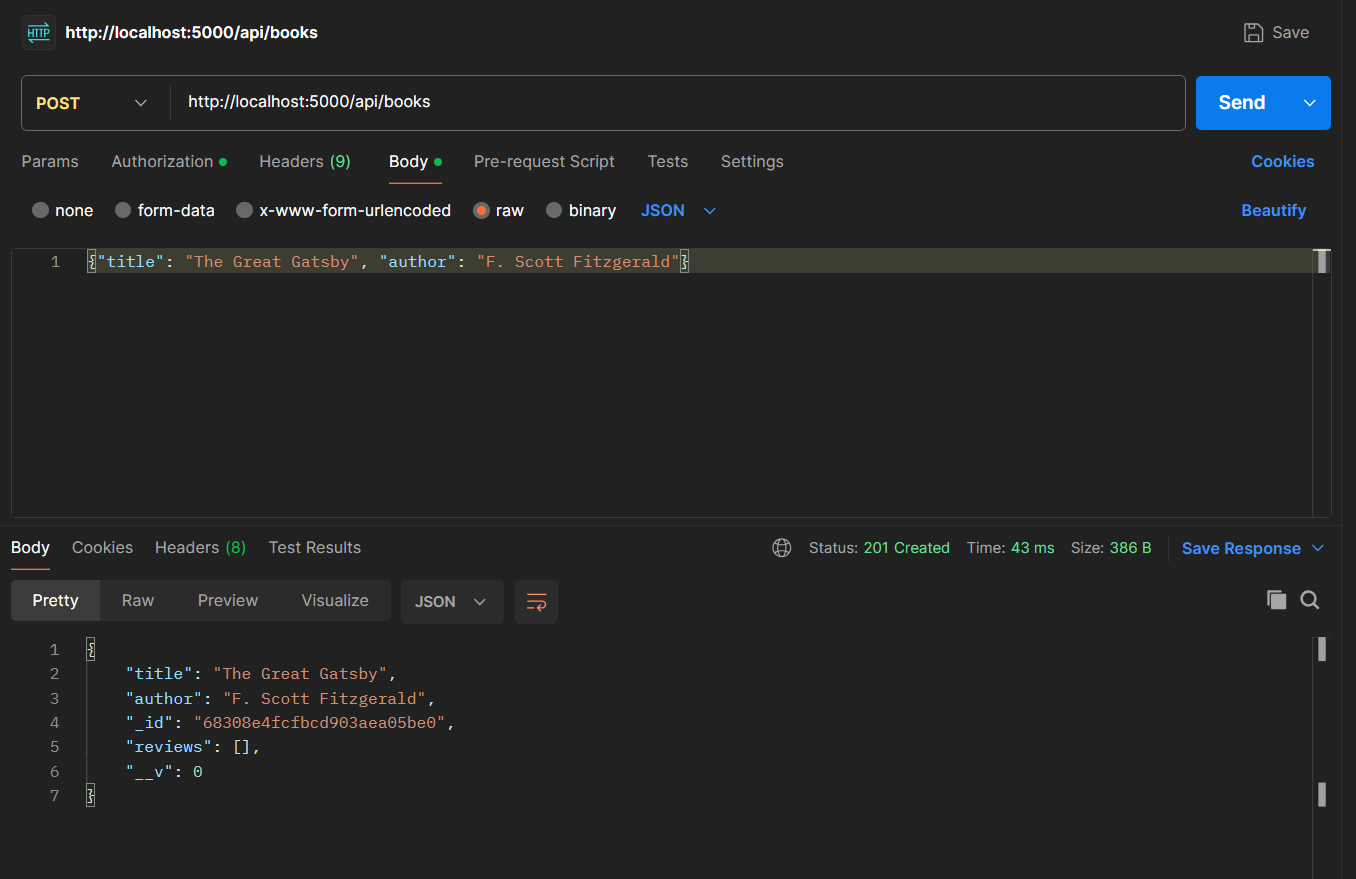 HTTP http://localhost:5000/api/books Save
POST http://localhost:5000/api/books Send
Params Authorization Headers (9) Body Pre-request Script Tests Settings Cookies
none form-data x-www-form-urlencoded raw binary JSON Beautify
1 {"title": "The Great Gatsby", "author": "F. Scott Fitzgerald"}
Body Cookies Headers (8) Test Results Status: 201 Created Time: 43 ms Size: 386 B Save Response
Pretty Raw Preview Visualize JSON
1 {
2 "title": "The Great Gatsby",
3 "author": "F. Scott Fitzgerald",
4 "_id": "68308e4fcfbcd903aea05be0",
5 "reviews": [],
6 "__v": 0
7 }